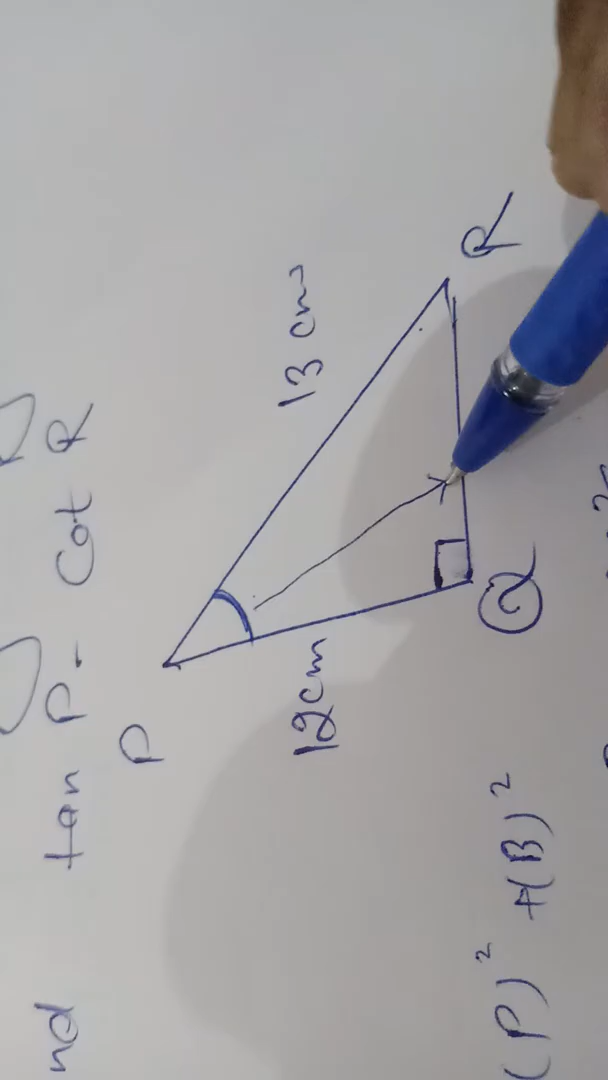 nd tan P - Cot R
P
13 cm
R
12cm
Q
(P)² + (B)²